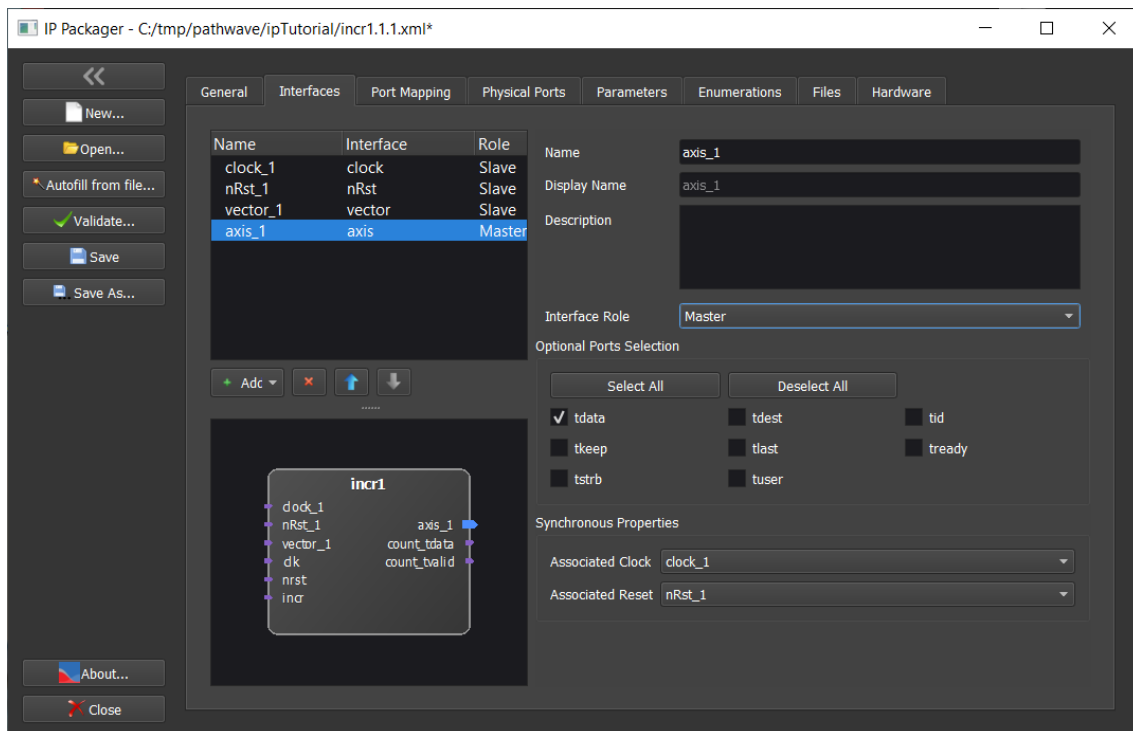 IP Packager - C:/tmp/pathwave/ipTutorial/incr1.1.1.xml*
General Interfaces Port Mapping Physical Ports Parameters Enumerations Files Hardware
New...
Open...
Autofill from file...
Validate...
Save
Save As...
Name Interface Role
clock_1 clock Slave
nRst_1 nRst Slave
vector_1 vector Slave
axis_1 axis Master
Adc
incr1
clock_1
nRst_1 axis_1
vector_1 count_tdata
clk count_tvalid
nrst
incr
Name axis_1
Display Name axis_1
Description
Interface Role Master
Optional Ports Selection
Select All Deselect All
tdata tdest tid
tkeep tlast tready
tstrb tuser
Synchronous Properties
Associated Clock clock_1
Associated Reset nRst_1
About...
Close